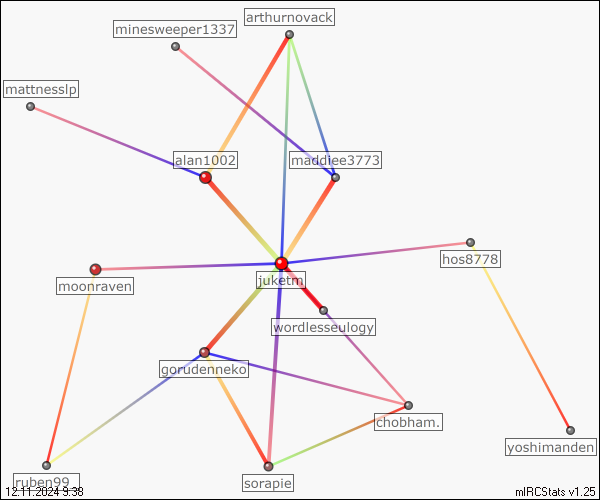 arthurnovack
minesweeper1337
mattnesslp
alan1002
maddiee3773
hos8778
juketm
moonraven
wordlesseulogy
gorudenneko
chobham.
yoshimanden
ruben99_
sorapie
12.11.2024 9:38
mIRCStats v1.25